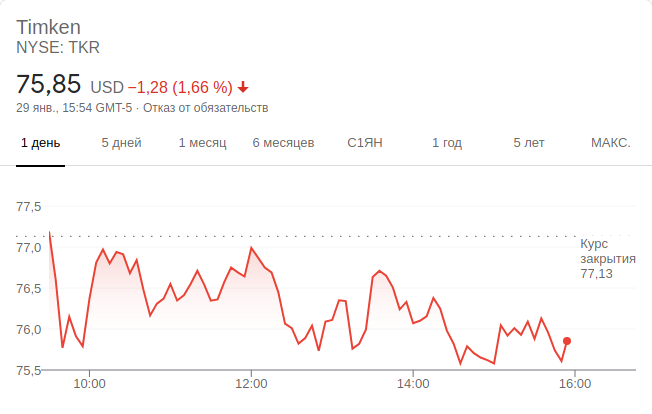 Timken
NYSE: TKR
75,85 USD −1,28 (1,66 %)
29 янв., 15:54 GMT-5 · Отказ от обязательств
1 день 5 дней 1 месяц 6 месяцев С1ЯН 1 год 5 лет МАКС.
77,5
77,0
76,5
76,0
75,5
Курс
закрытия
77,13
10:00 12:00 14:00 16:00